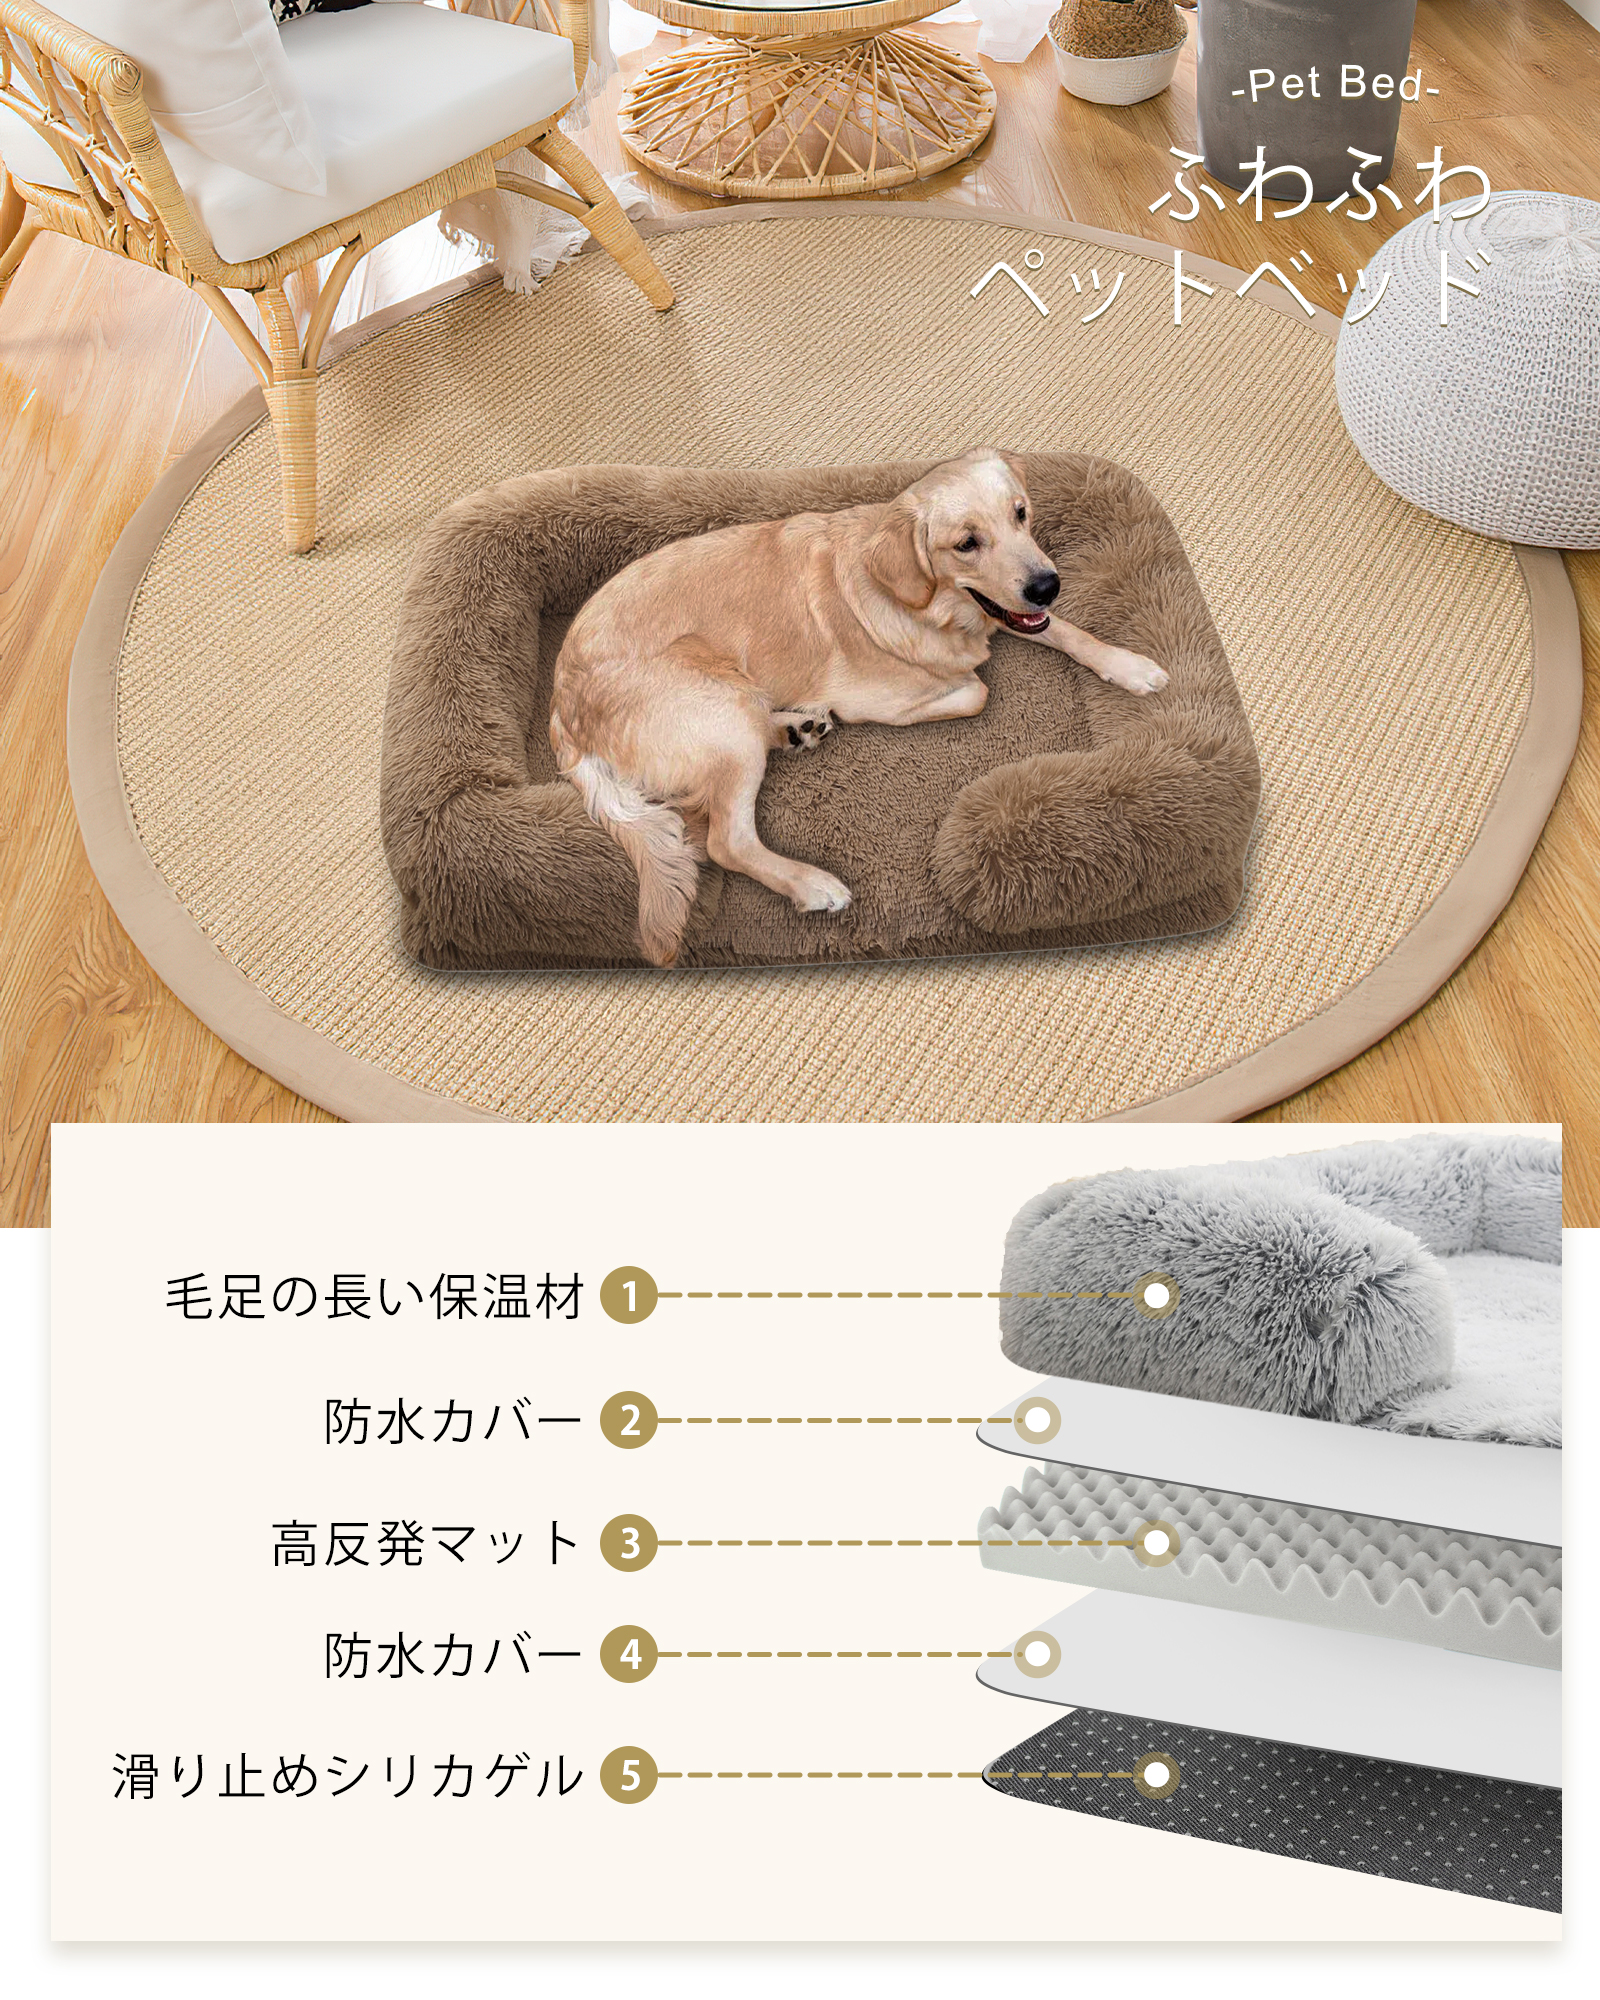 -Pet Bed-
ふわふわ
ペットベッド
毛足の長い保温材 1
防水カバー 2
高反発マット 3
防水カバー 4
滑り止めシリカゲル 5